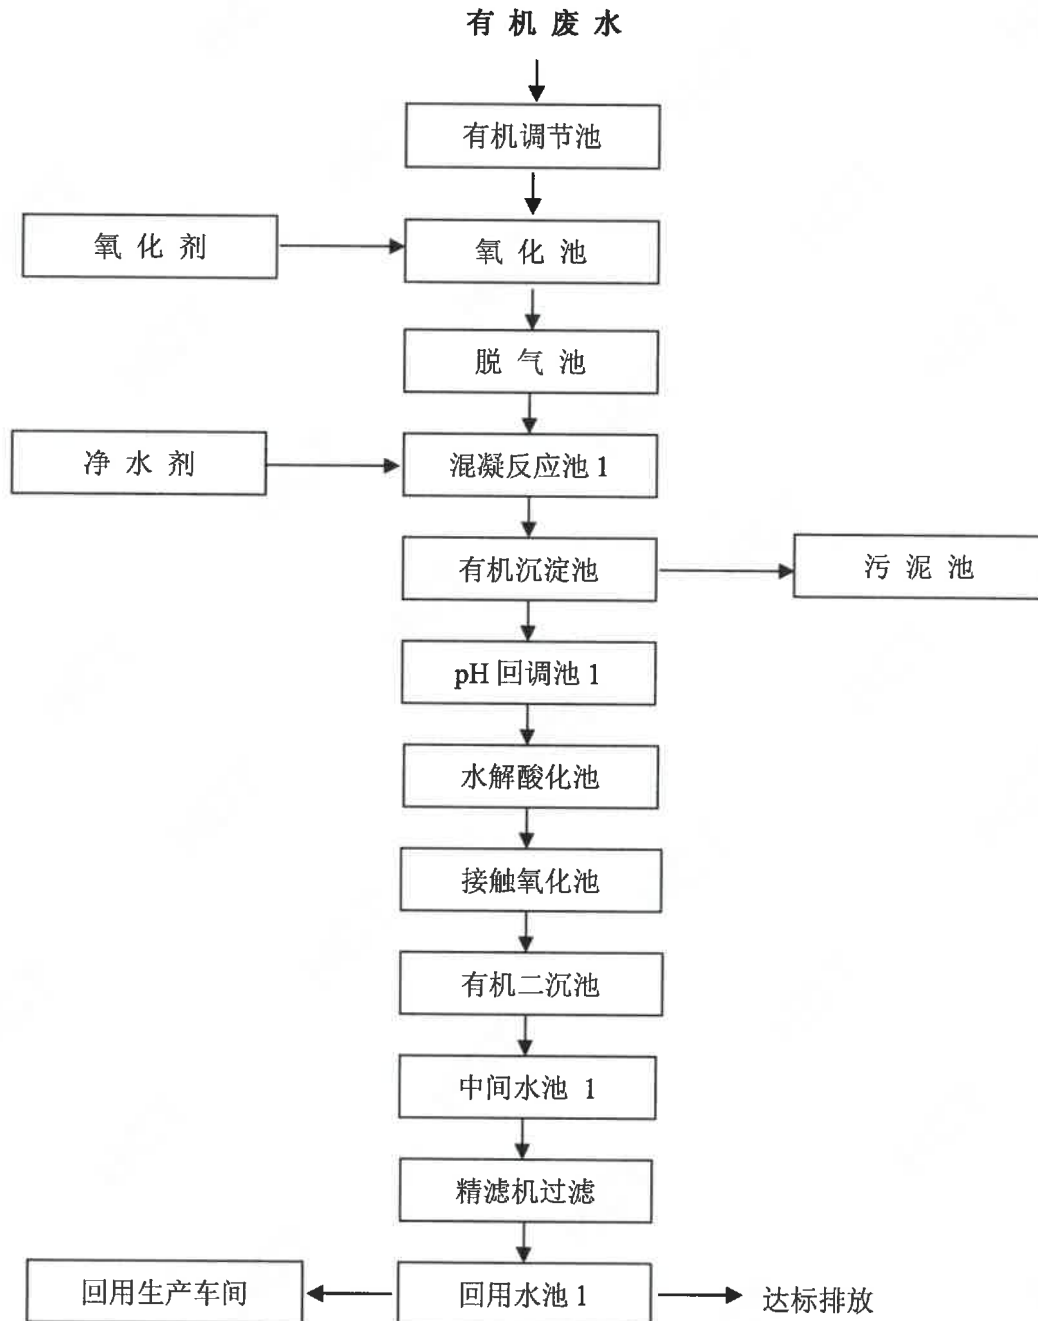 有机废水
有机调节池
氧化剂
氧化池
脱气池
净水剂
混凝反应池 1
有机沉淀池
污泥池
pH 回调池 1
水解酸化池
接触氧化池
有机二沉池
中间水池 1
精滤机过滤
回用生产车间
回用水池 1
达标排放